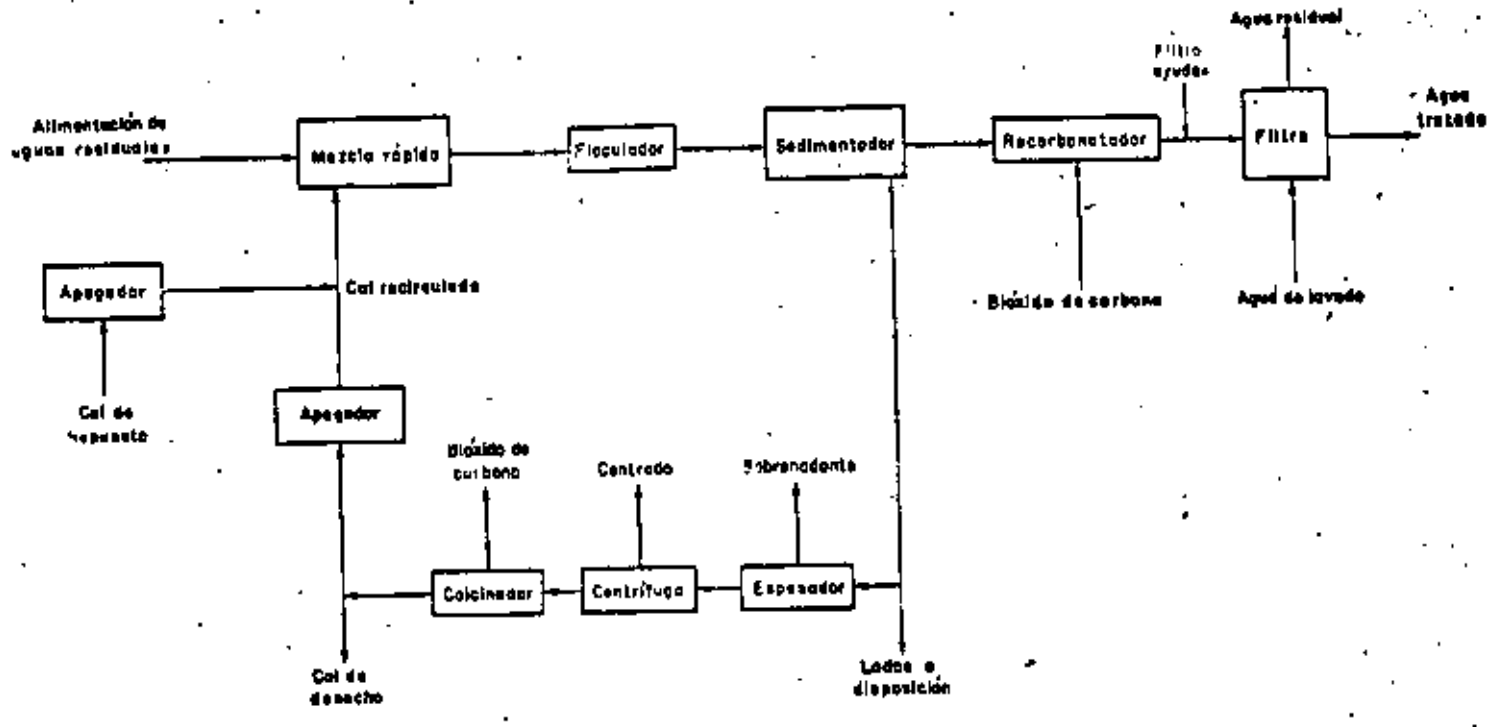 Agua residual
Filtro
ayudas
Agua
tratada
Alimentación de
aguas residuales
Mezcla rápida
Floculador
Sedimentador
Recarbonatador
Filtro
Apagador
Cal recirculada
Bióxido de carbono
Agua de lavado
Cal de
repuesto
Apagador
Bióxido de
carbono
Centrado
Sobrenadante
Calcinador
Centrífuga
Espesador
Cal de
desecho
Lodos a
disposición